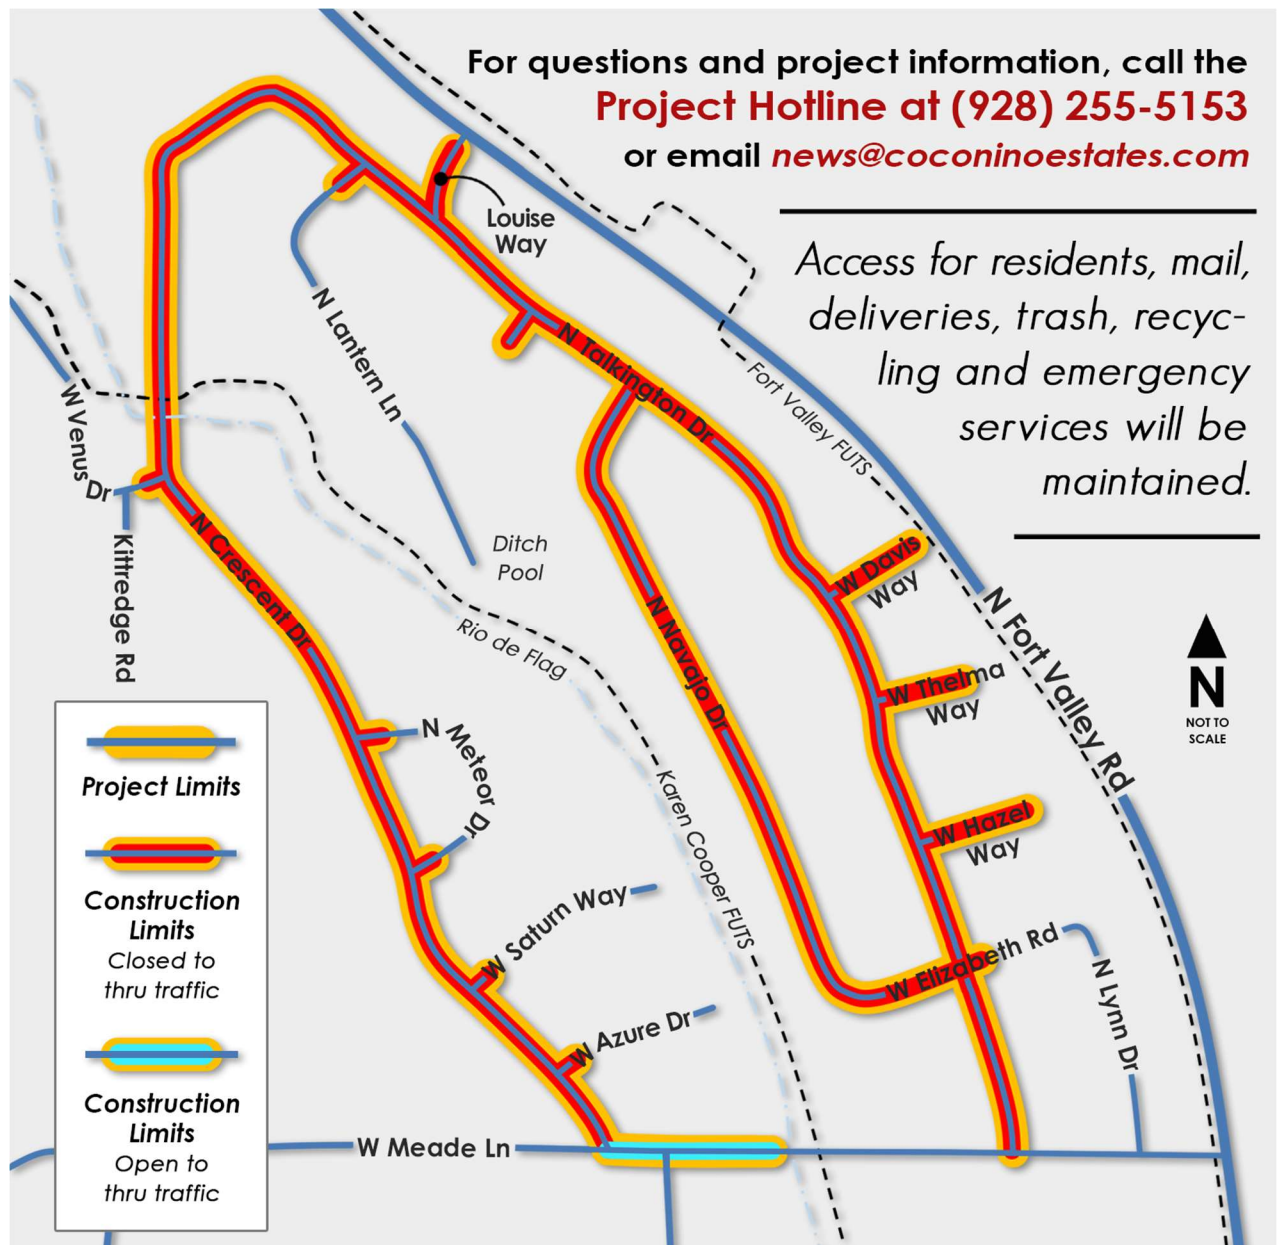 For questions and project information, call the
Project Hotline at (928) 255-5153
or email news@coconinoestates.com
Access for residents, mail,
deliveries, trash, recyc-
ling and emergency
services will be
maintained.
Louise
Way
N Lantern Ln
N Talkington Dr
Fort Valley FUTS
W Venus Dr
Kittredge Rd
N Crescent Dr
Ditch
Pool
Rio de Flag
N Navajo Dr
W Davis
Way
N Fort Valley Rd
W Thelma
Way
N
NOT TO
SCALE
N Meteor Dr
Karen Cooper FUTS
W Hazel
Way
W Saturn Way
W Elizabeth Rd
N Lynn Dr
W Azure Dr
W Meade Ln
Project Limits
Construction
Limits
Closed to
thru traffic
Construction
Limits
Open to
thru traffic